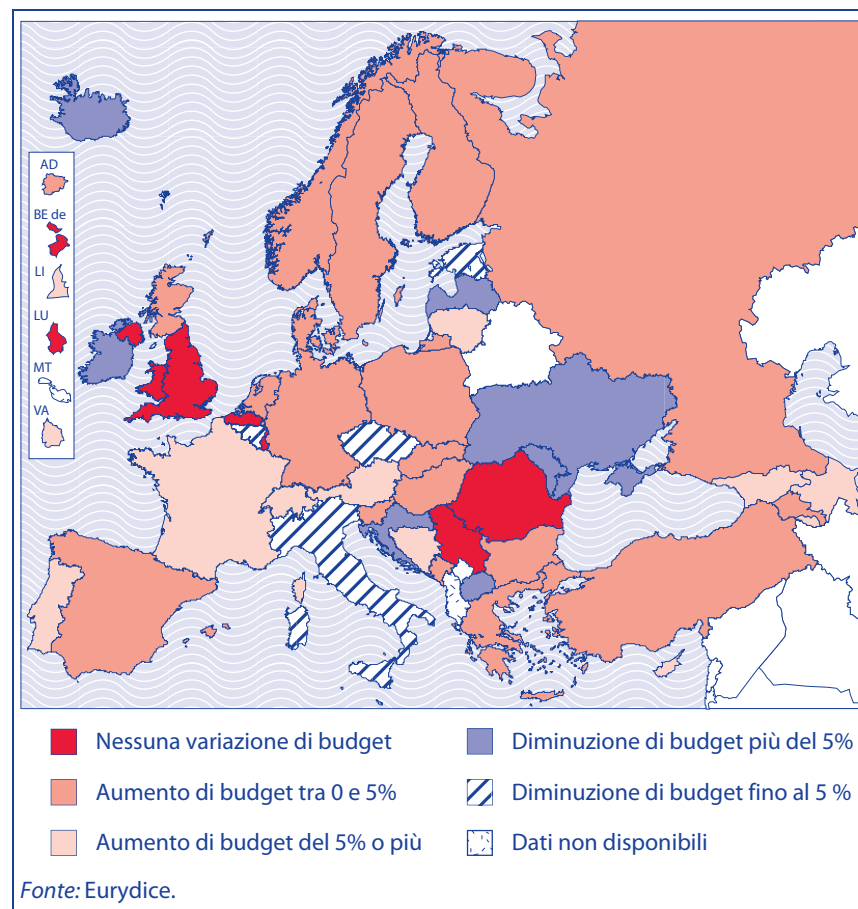 AD
BE de
LI
LU
MT
VA
Nessuna variazione di budget
Aumento di budget tra 0 e 5%
Aumento di budget del 5% o più
Diminuzione di budget più del 5%
Diminuzione di budget fino al 5 %
Dati non disponibili
Fonte: Eurydice.